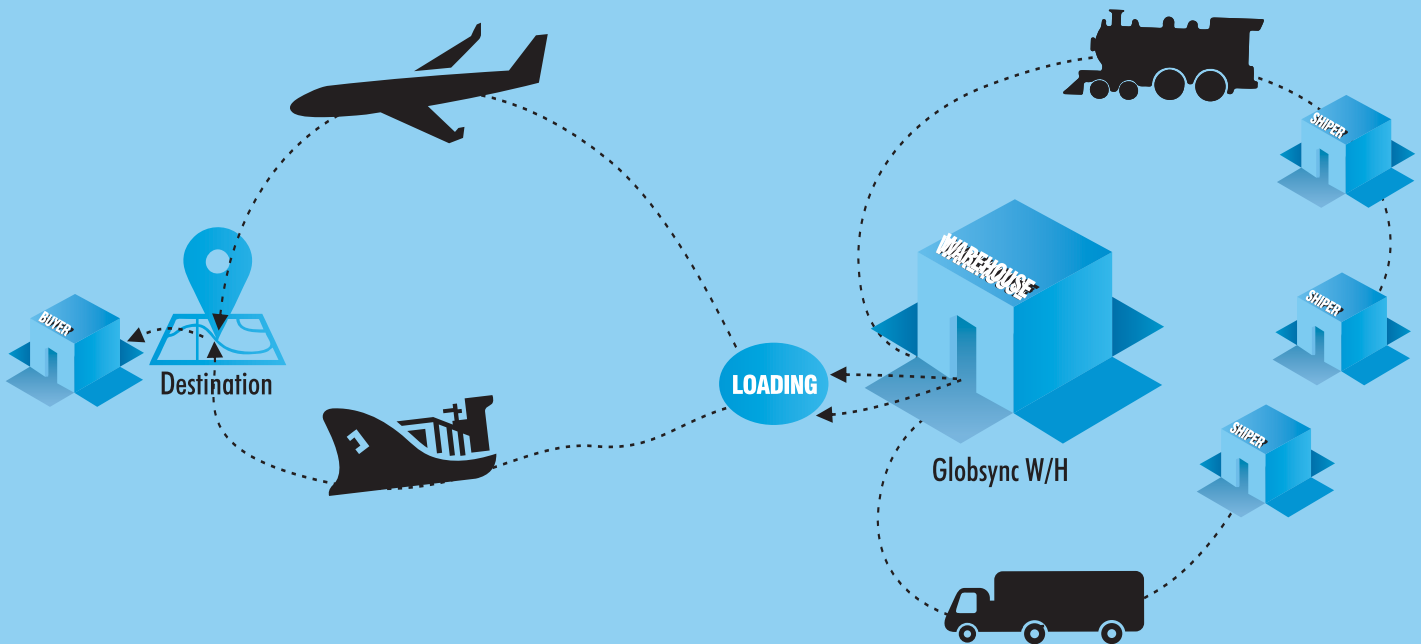 SHIPER
WAREHOUSE
SHIPER
BUYER
LOADING
Destination
SHIPER
Globsync W/H